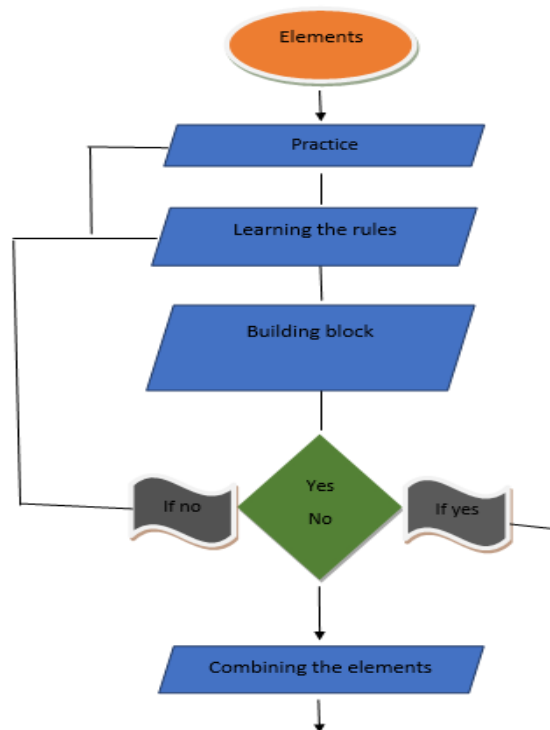 Elements
Practice
Learning the rules
Building block
Yes
No
If no
If yes
Combining the elements